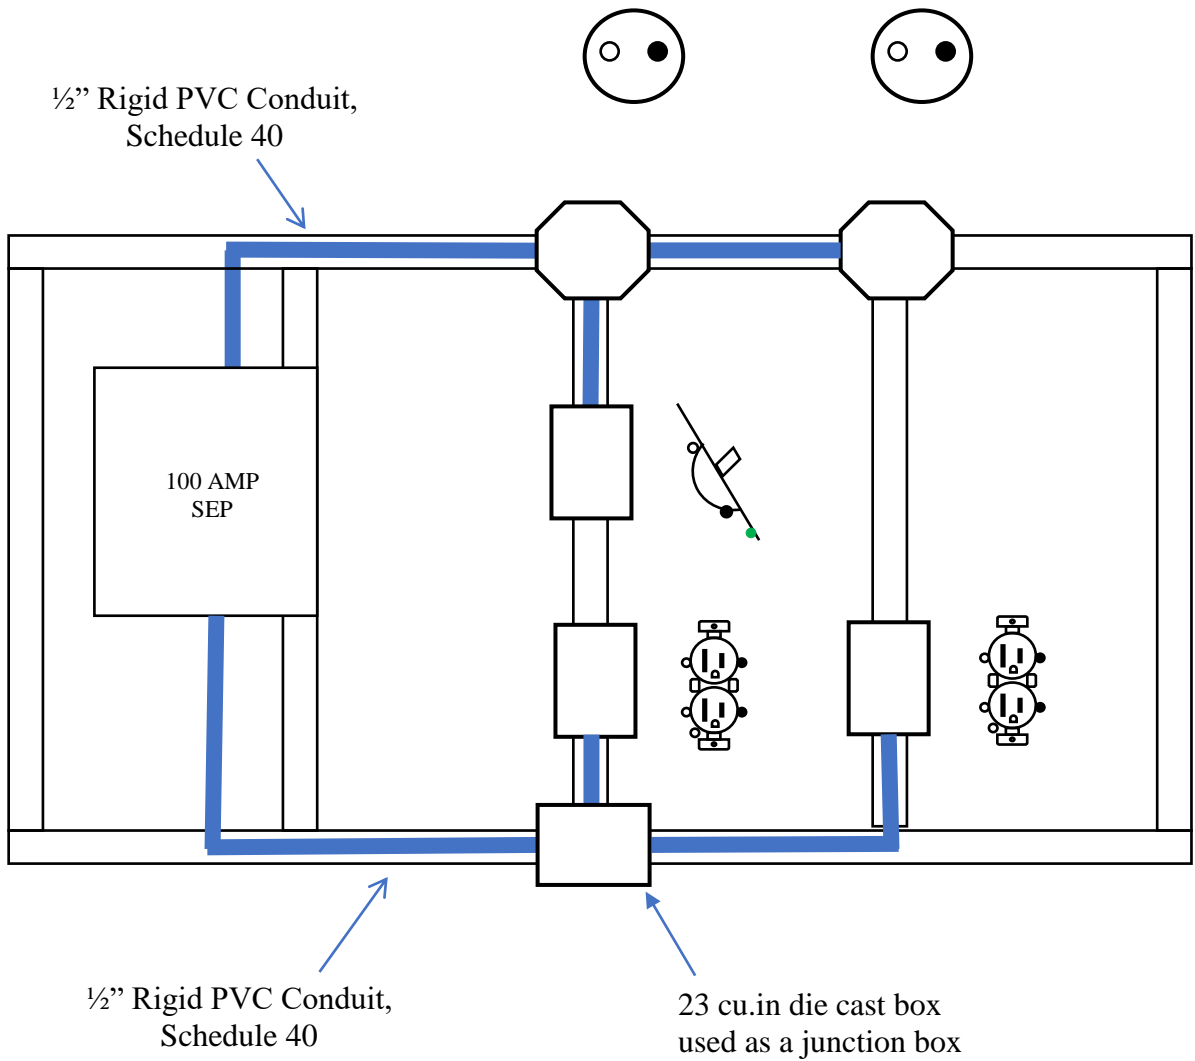 ½” Rigid PVC Conduit,
Schedule 40
100 AMP
SEP
½” Rigid PVC Conduit,
Schedule 40
23 cu.in die cast box
used as a junction box